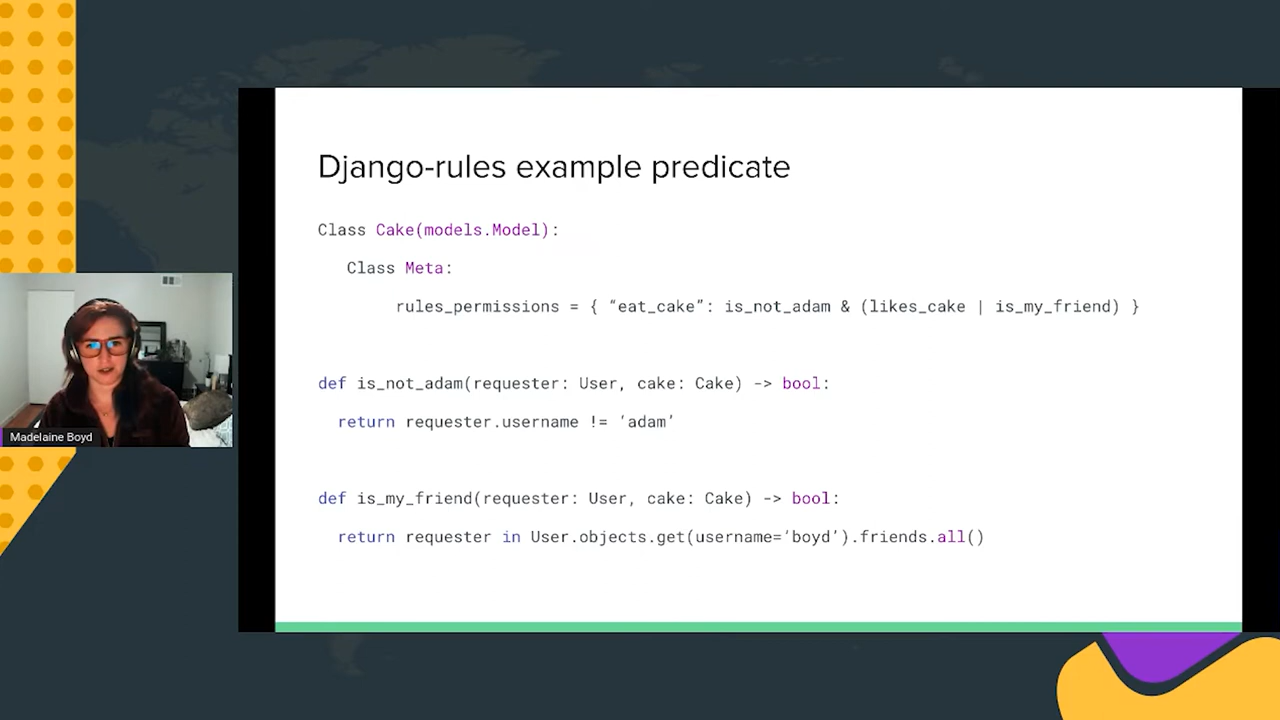 Django-rules example predicate
Class Cake(models.Model):
Class Meta:
rules_permissions = { “eat_cake”: is_not_adam & (likes_cake | is_my_friend) }
def is_not_adam(requester: User, cake: Cake) -> bool:
return requester.username != ‘adam’
def is_my_friend(requester: User, cake: Cake) -> bool:
return requester in User.objects.get(username=‘boyd’).friends.all()
Madelaine Boyd